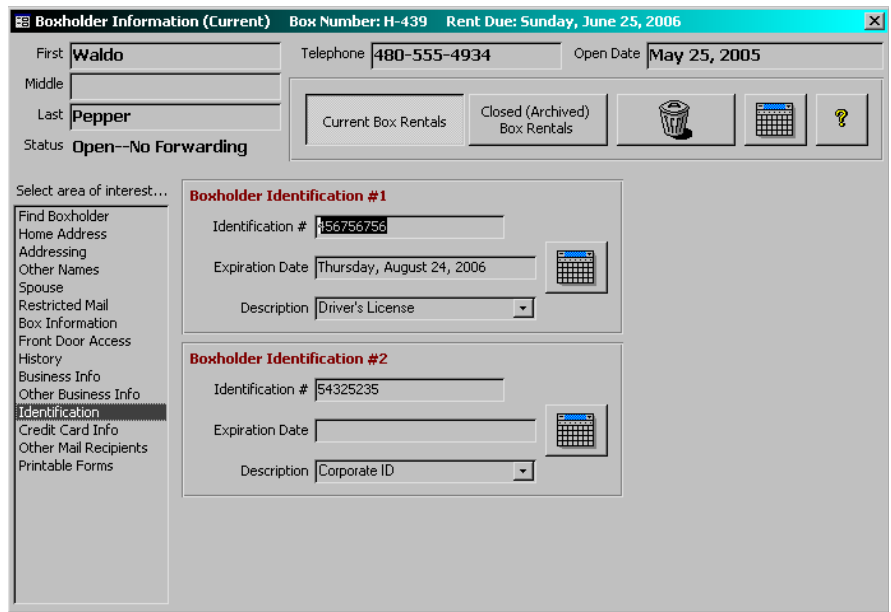 Boxholder Information (Current) Box Number: H-439 Rent Due: Sunday, June 25, 2006
First Waldo Telephone 480-555-4934 Open Date May 25, 2005
Middle
Last Pepper
Status Open--No Forwarding
Current Box Rentals
Closed (Archived)
Box Rentals
?
Select area of interest...
Find Boxholder
Home Address
Addressing
Other Names
Spouse
Restricted Mail
Box Information
Front Door Access
History
Business Info
Other Business Info
Identification
Credit Card Info
Other Mail Recipients
Printable Forms
Boxholder Identification #1
Identification # 456756756
Expiration Date Thursday, August 24, 2006
Description Driver's License
Boxholder Identification #2
Identification # 54325235
Expiration Date
Description Corporate ID